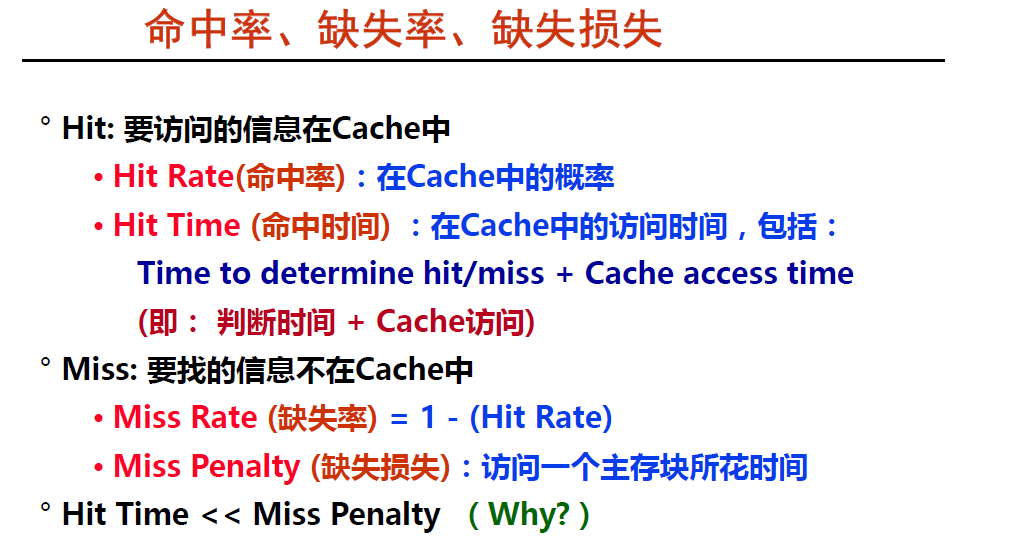 命中率、缺失率、缺失损失
° Hit: 要访问的信息在Cache中
• Hit Rate(命中率)：在Cache中的概率
• Hit Time (命中时间) ：在Cache中的访问时间，包括：
Time to determine hit/miss + Cache access time
(即： 判断时间 + Cache访问)
° Miss: 要找的信息不在Cache中
• Miss Rate (缺失率) = 1 - (Hit Rate)
• Miss Penalty (缺失损失)：访问一个主存块所花时间
° Hit Time << Miss Penalty （Why?）